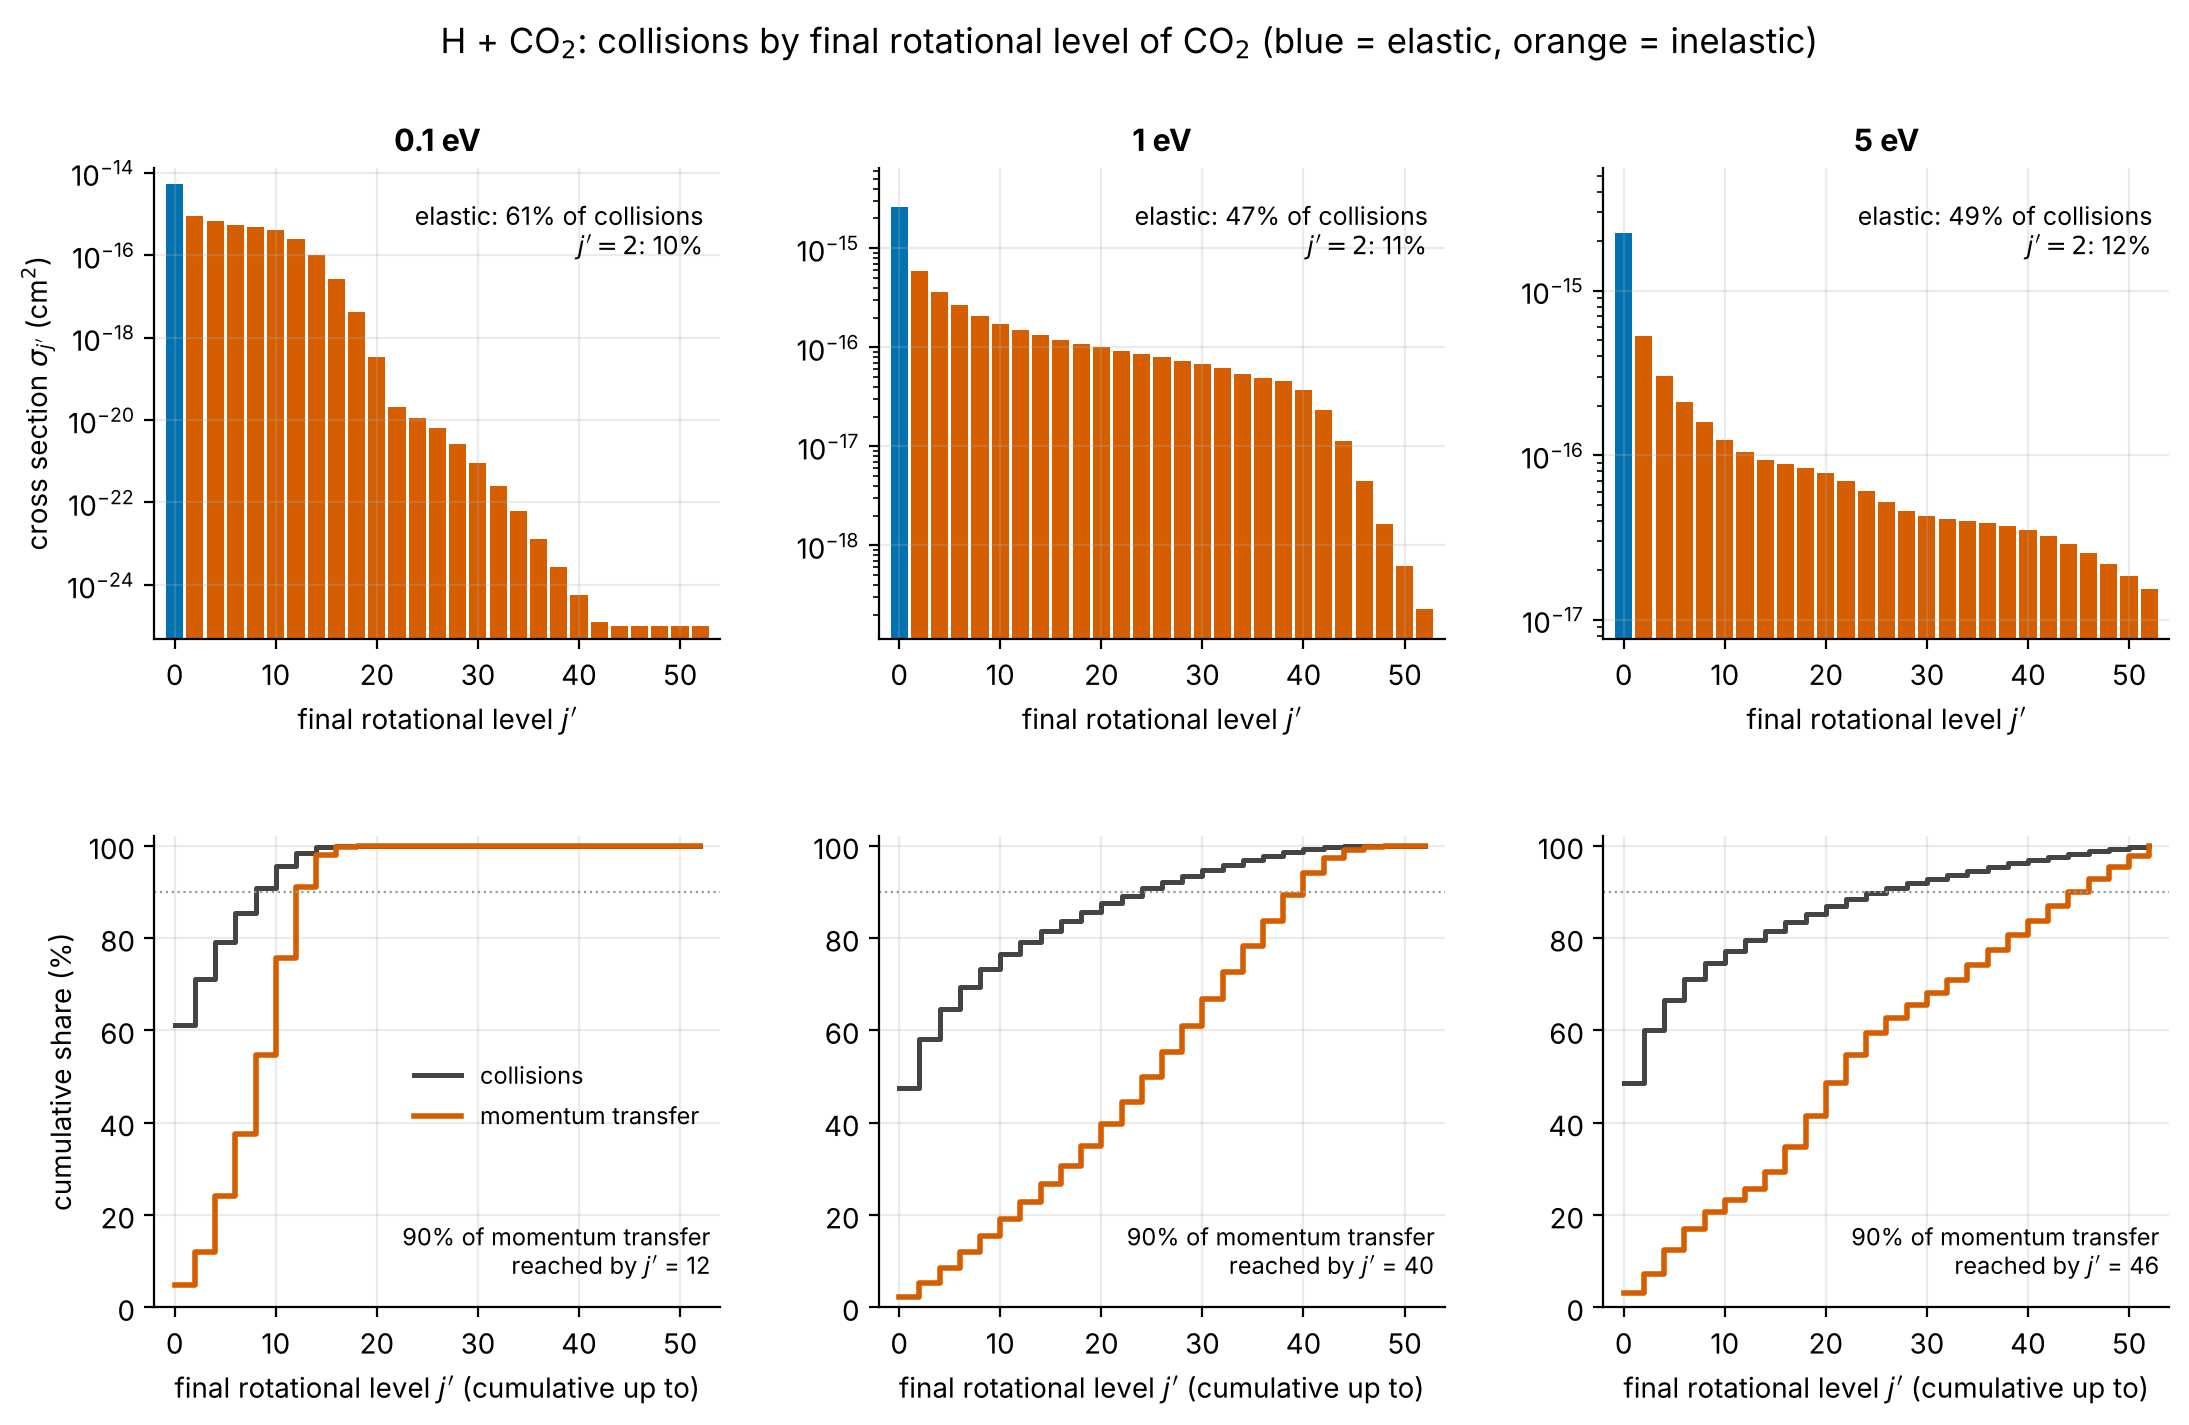 H + CO₂: collisions by final rotational level of CO₂ (blue = elastic, orange = inelastic)
0.1 eV
cross section σⱼ′ (cm²)
10⁻¹⁴
10⁻¹⁶
10⁻¹⁸
10⁻²⁰
10⁻²²
10⁻²⁴
elastic: 61% of collisions
j′ = 2: 10%
0 10 20 30 40 50
final rotational level j′
1 eV
10⁻¹⁵
10⁻¹⁶
10⁻¹⁷
10⁻¹⁸
elastic: 47% of collisions
j′ = 2: 11%
0 10 20 30 40 50
final rotational level j′
5 eV
10⁻¹⁵
10⁻¹⁶
10⁻¹⁷
elastic: 49% of collisions
j′ = 2: 12%
0 10 20 30 40 50
final rotational level j′
cumulative share (%)
100
80
60
40
20
0
collisions
momentum transfer
90% of momentum transfer
reached by j′ = 12
0 10 20 30 40 50
final rotational level j′ (cumulative up to)
100
80
60
40
20
0
90% of momentum transfer
reached by j′ = 40
0 10 20 30 40 50
final rotational level j′ (cumulative up to)
100
80
60
40
20
0
90% of momentum transfer
reached by j′ = 46
0 10 20 30 40 50
final rotational level j′ (cumulative up to)